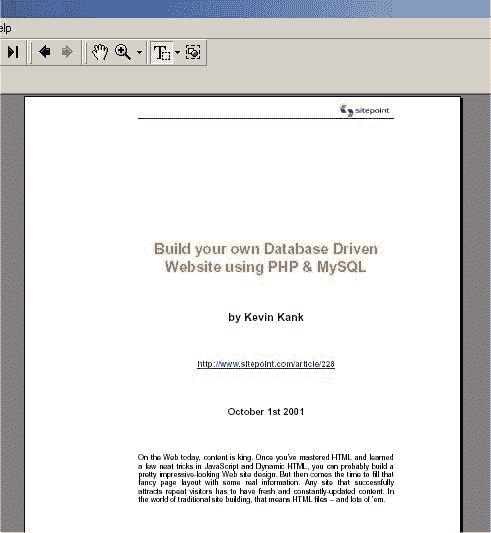 elp
sitepoint
Build your own Database Driven
Website using PHP & MySQL
by Kevin Kank
http://www.sitepoint.com/article/228
October 1st 2001
On the Web today, content is king. Once you've mastered HTML and learned
a few neat tricks in JavaScript and Dynamic HTML, you can probably build a
pretty impressive-looking Web site design. But then comes the time to fill that
fancy page layout with some real information. Any site that successfully
attracts repeat visitors has to have fresh and constantly-updated content. In
the world of traditional site building, that means HTML files – and lots of 'em.